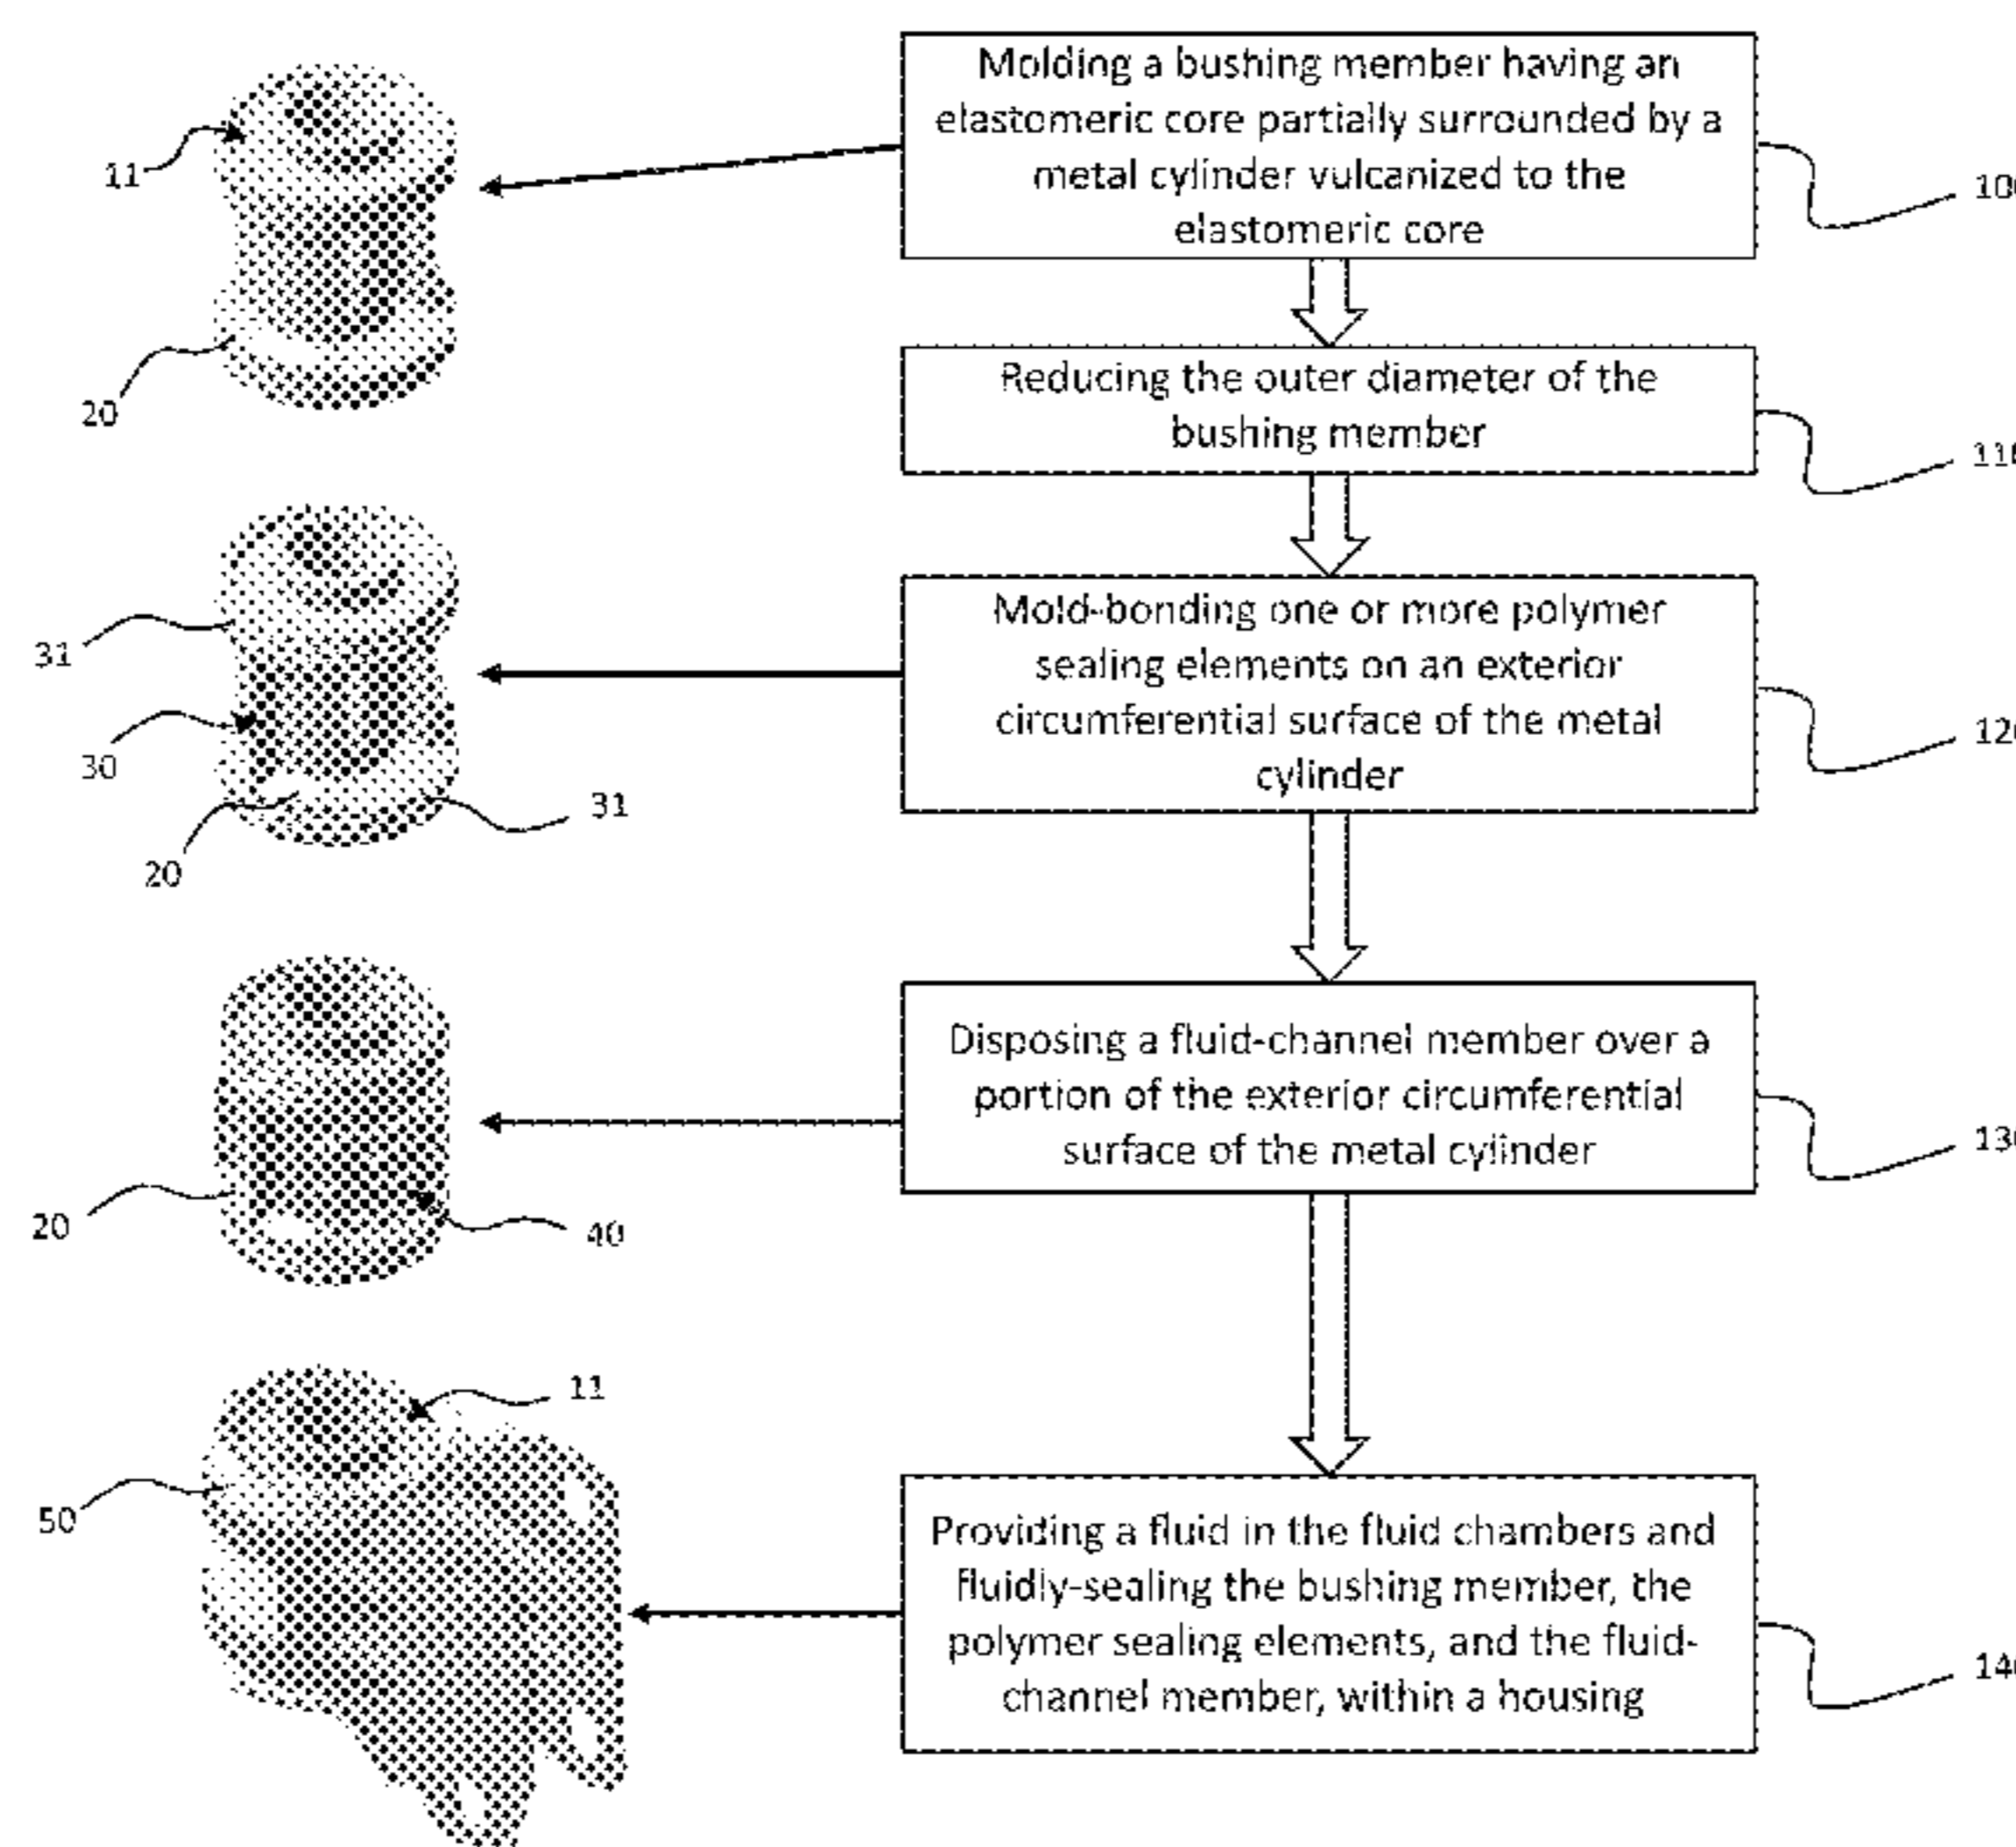 Molding a bushing member having an
elastomeric core partially surrounded by a
metal cylinder vulcanized to the
elastomeric core
11
20
Reducing the outer diameter of the
bushing member
Mold-bonding one or more polymer
sealing elements on an exterior
circumferential surface of the metal
cylinder
31
30
31
20
Disposing a fluid-channel member over a
portion of the exterior circumferential
surface of the metal cylinder
20
40
Providing a fluid in the fluid chambers and
fluidly-sealing the bushing member, the
polymer sealing elements, and the fluid-
channel member, within a housing
11
50